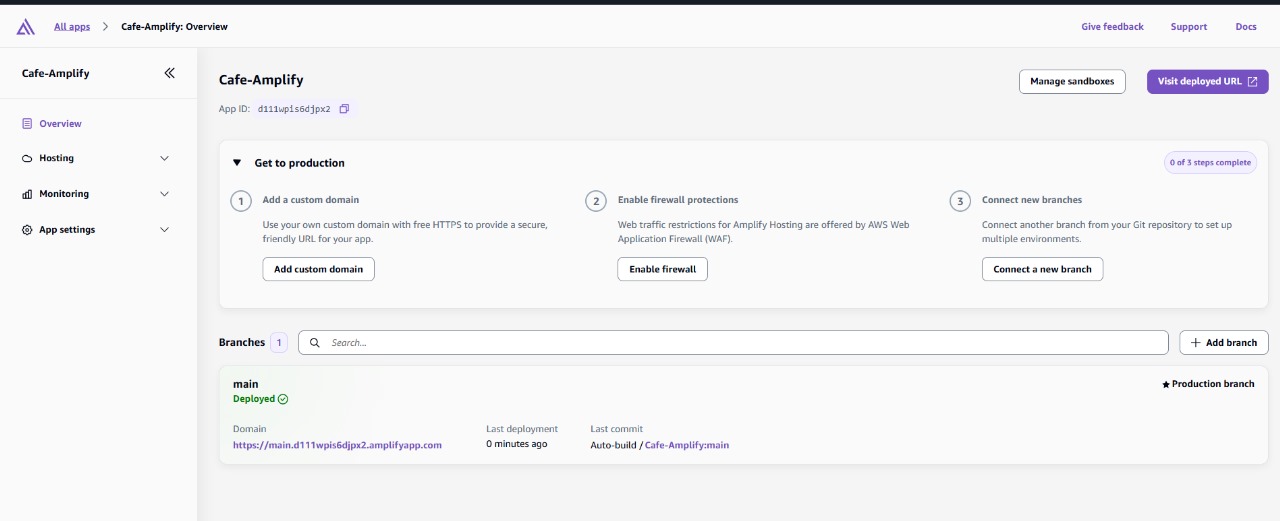 All apps > Cafe-Amplify: Overview
Give feedback Support Docs
Cafe-Amplify
Overview
Hosting
Monitoring
App settings
Cafe-Amplify
Manage sandboxes
Visit deployed URL
App ID: d111wpis6djpx2
Get to production
0 of 3 steps complete
1 Add a custom domain
Use your own custom domain with free HTTPS to provide a secure,
friendly URL for your app.
Add custom domain
2 Enable firewall protections
Web traffic restrictions for Amplify Hosting are offered by AWS Web
Application Firewall (WAF).
Enable firewall
3 Connect new branches
Connect another branch from your Git repository to set up
multiple environments.
Connect a new branch
Branches 1
Search...
Add branch
main
Production branch
Deployed
Domain
https://main.d111wpis6djpx2.amplifyapp.com
Last deployment
0 minutes ago
Last commit
Auto-build / Cafe-Amplify:main